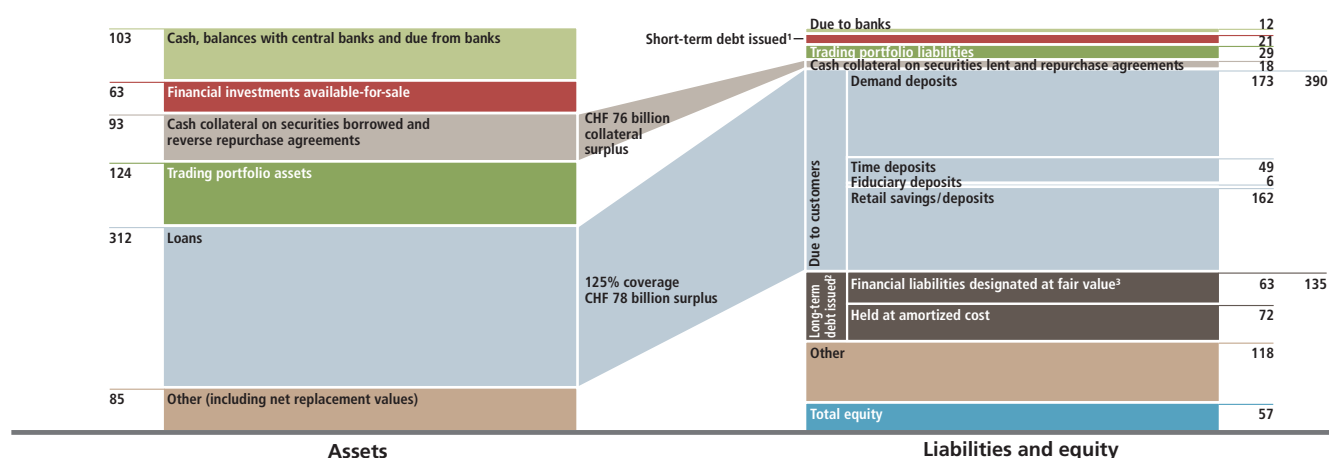 103 Cash, balances with central banks and due from banks
63 Financial investments available-for-sale
93 Cash collateral on securities borrowed and
reverse repurchase agreements
124 Trading portfolio assets
312 Loans
85 Other (including net replacement values)
Assets
CHF 76 billion
collateral
surplus
125% coverage
CHF 78 billion surplus
Due to banks 12
Short-term debt issued¹ 21
Trading portfolio liabilities 29
Cash collateral on securities lent and repurchase agreements 18
Due to customers
Demand deposits 173 390
Time deposits 49
Fiduciary deposits 6
Retail savings/deposits 162
Long-term
debt issued²
Financial liabilities designated at fair value³ 63 135
Held at amortized cost 72
Other 118
Total equity 57
Liabilities and equity